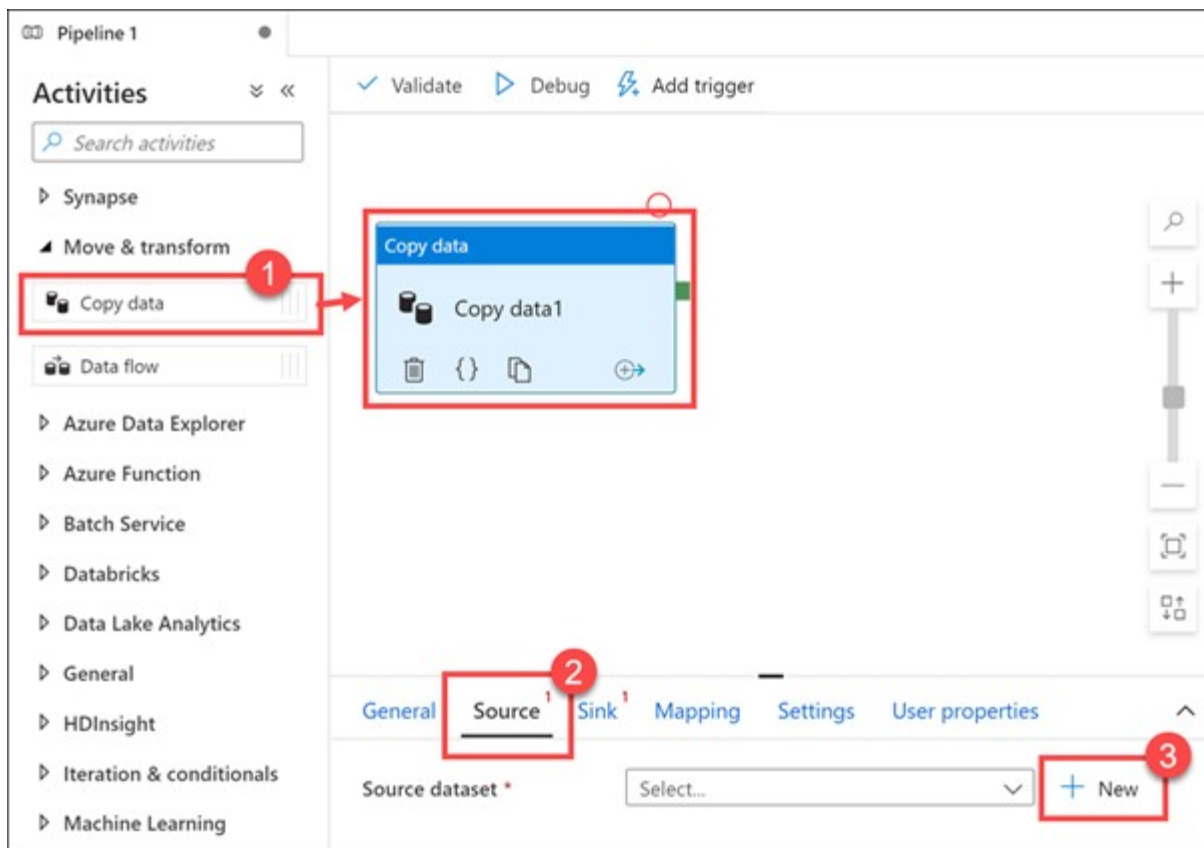 Pipeline 1
Activities
Search activities
Synapse
Move & transform
1
Copy data
Data flow
Azure Data Explorer
Azure Function
Batch Service
Databricks
Data Lake Analytics
General
HDInsight
Iteration & conditionals
Machine Learning
Validate Debug Add trigger
Copy data
Copy data1
{}
2
General Source 1 Sink 1 Mapping Settings User properties
3
Source dataset * Select... + New